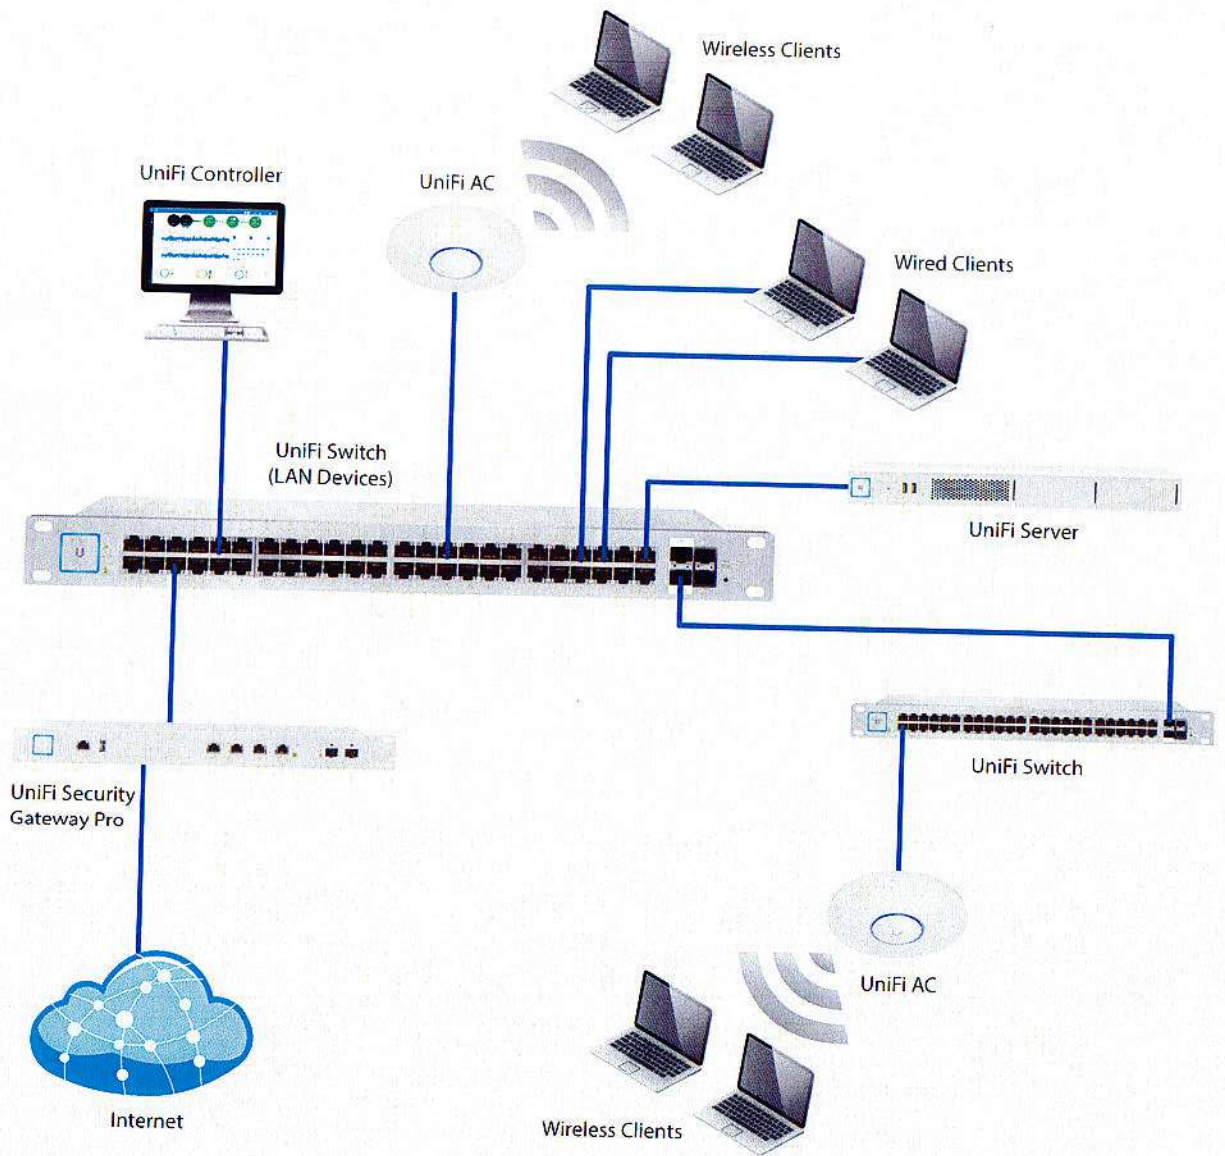 Wireless Clients
UniFi Controller
UniFi AC
Wired Clients
UniFi Switch
(LAN Devices)
UniFi Server
U
UniFi Switch
UniFi Security
Gateway Pro
UniFi AC
Internet
Wireless Clients